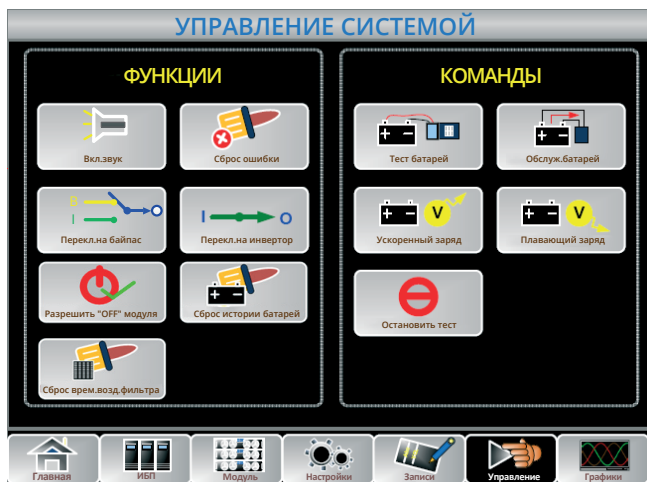 УПРАВЛЕНИЕ СИСТЕМОЙ
ФУНКЦИИ
Вкл.звук
Сброс ошибки
B
I
Перекл.на байпас
I O
Перекл.на инвертор
Разрешить "OFF" модуля
Сброс истории батарей
Сброс врем.возд.фильтра
КОМАНДЫ
Тест батарей
Обслуж.батарей
V
Ускоренный заряд
V
Плавающий заряд
Остановить тест
Главная
ИБП
Модуль
Настройки
Записи
Управление
Графики